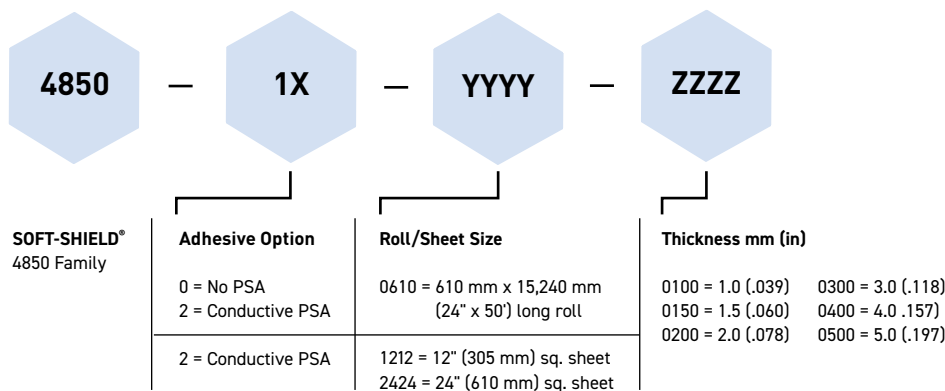 4850 — 1X — YYYY — ZZZZ
SOFT-SHIELD®
4850 Family
Adhesive Option
0 = No PSA
2 = Conductive PSA
2 = Conductive PSA
Roll/Sheet Size
0610 = 610 mm x 15,240 mm
(24" x 50') long roll
1212 = 12" (305 mm) sq. sheet
2424 = 24" (610 mm) sq. sheet
Thickness mm (in)
0100 = 1.0 (.039)
0150 = 1.5 (.060)
0200 = 2.0 (.078)
0300 = 3.0 (.118)
0400 = 4.0 .157)
0500 = 5.0 (.197)